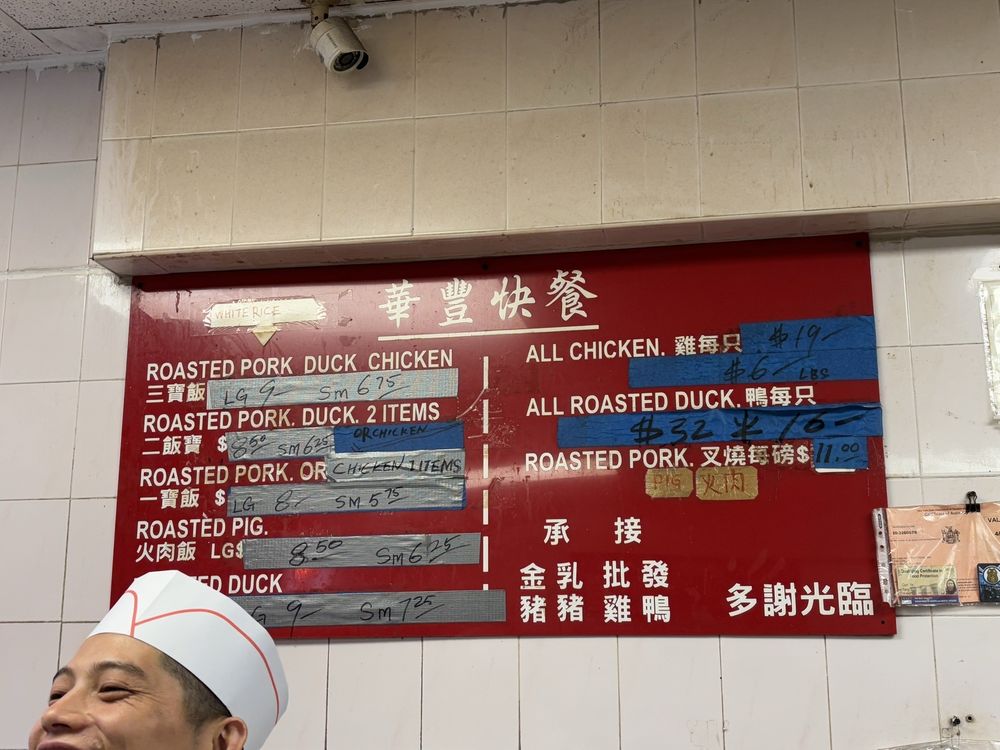 華豐快餐
WHITE RICE
ROASTED PORK DUCK CHICKEN
三寶飯 LG 9- Sm 6 75
ROASTED PORK. DUCK. 2 ITEMS
二飯寶 $ 8 50 Sm 6 25 OR CHICKEN
ROASTED PORK. OR CHICKEN 1 ITEMS
一寶飯 $ LG 8- SM 5 75
ROASTED PIG.
火肉飯 LG$ 8.50 Sm 6 25
ED DUCK
G 9- Sm 7 25
ALL CHICKEN. 雞每只 $19-
$6- LBS
ALL ROASTED DUCK. 鴨每只
$32 半 16-
ROASTED PORK. 叉燒每磅$ 11.00
PIG 火肉
承接
金乳批發
豬豬雞鴨
多謝光臨